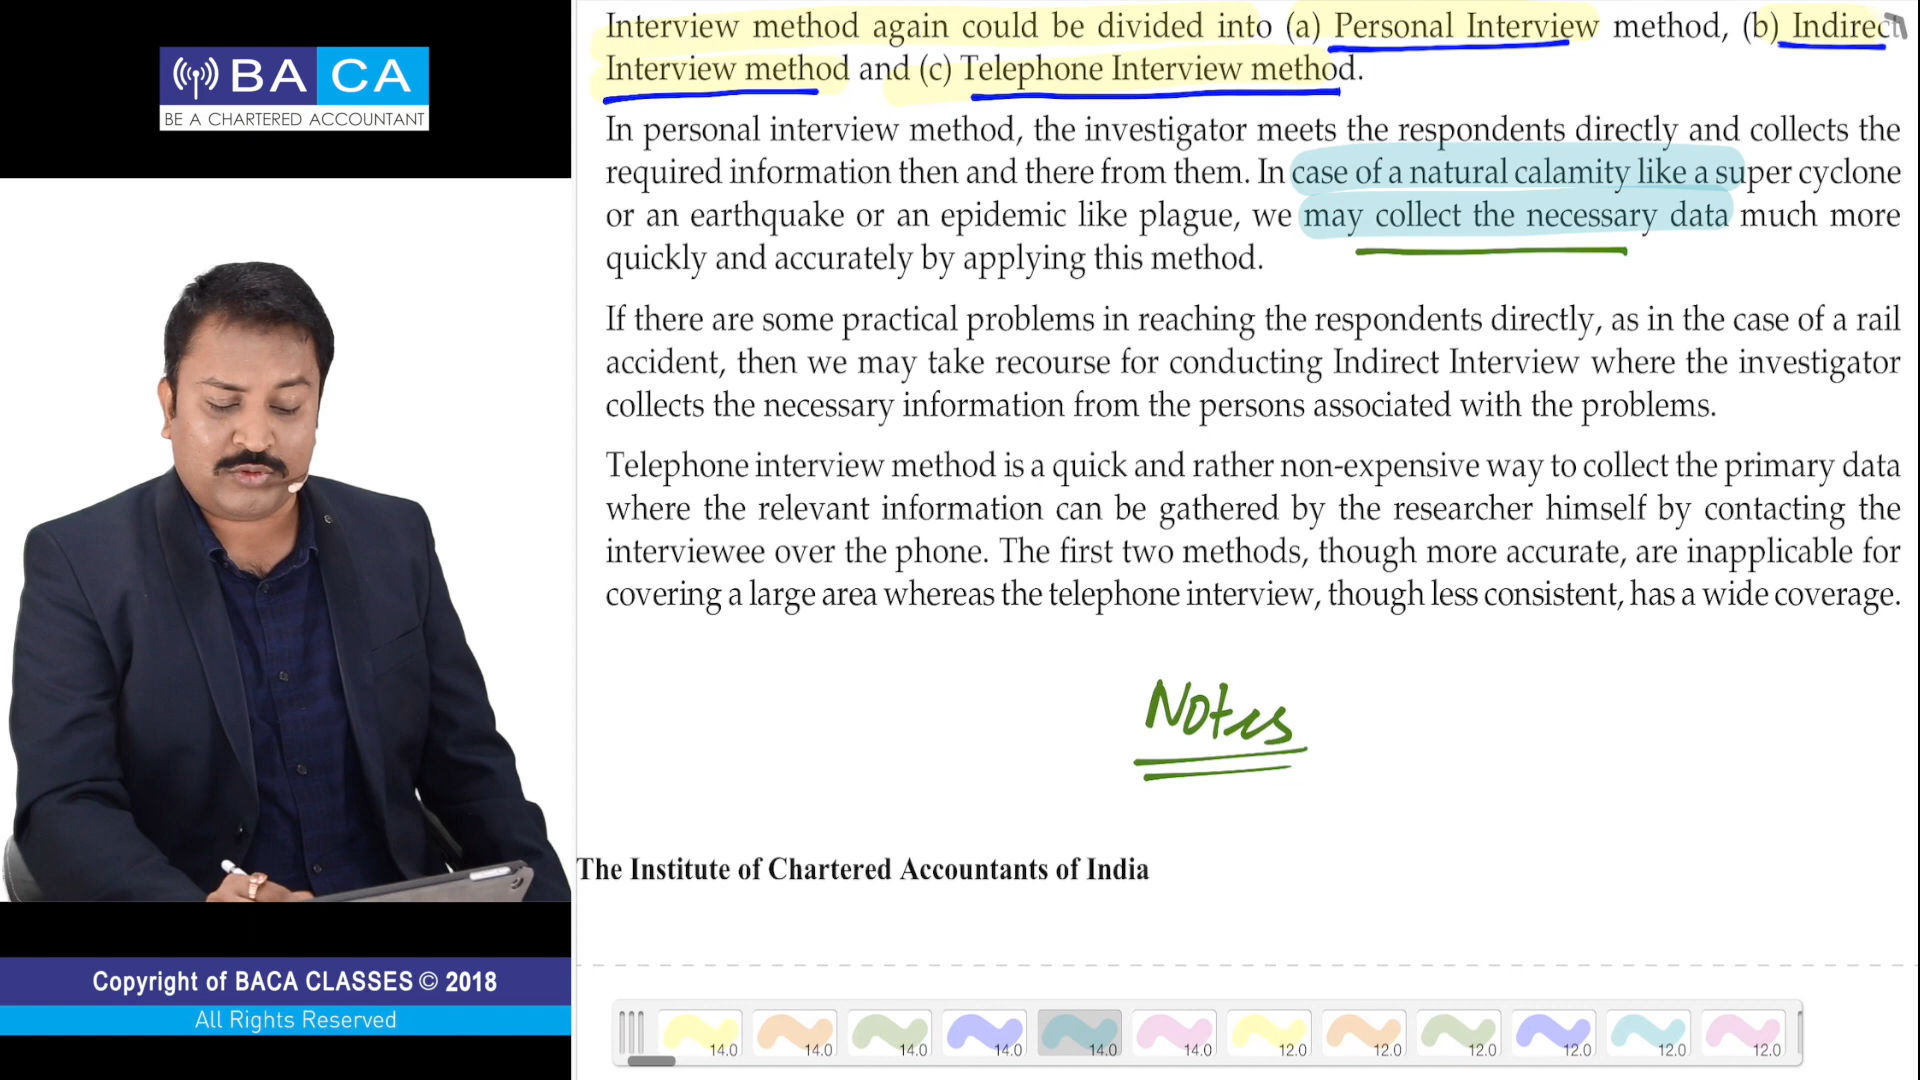 BA CA
BE A CHARTERED ACCOUNTANT
Interview method again could be divided into (a) Personal Interview method, (b) Indirect
Interview method and (c) Telephone Interview method.
In personal interview method, the investigator meets the respondents directly and collects the
required information then and there from them. In case of a natural calamity like a super cyclone
or an earthquake or an epidemic like plague, we may collect the necessary data much more
quickly and accurately by applying this method.
If there are some practical problems in reaching the respondents directly, as in the case of a rail
accident, then we may take recourse for conducting Indirect Interview where the investigator
collects the necessary information from the persons associated with the problems.
Telephone interview method is a quick and rather non-expensive way to collect the primary data
where the relevant information can be gathered by the researcher himself by contacting the
interviewee over the phone. The first two methods, though more accurate, are inapplicable for
covering a large area whereas the telephone interview, though less consistent, has a wide coverage.
Notes
The Institute of Chartered Accountants of India
Copyright of BACA CLASSES © 2018
All Rights Reserved
14.0 14.0 14.0 14.0 14.0 14.0 12.0 12.0 12.0 12.0 12.0 12.0